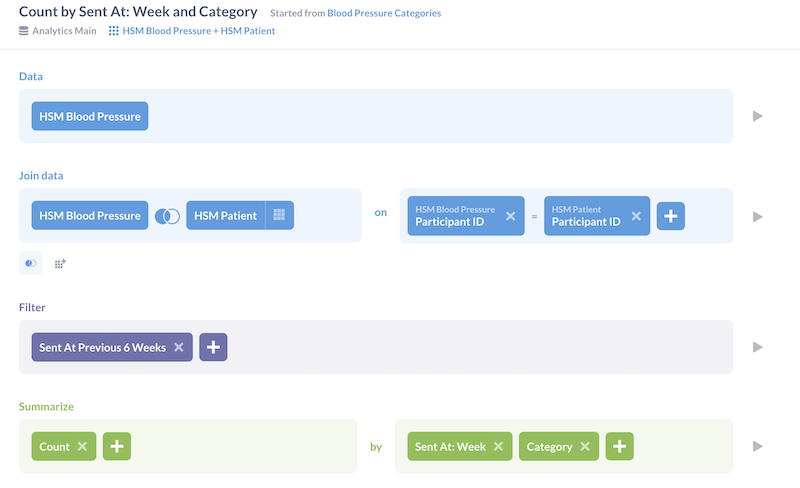 Count by Sent At: Week and Category Started from Blood Pressure Categories
Analytics Main HSM Blood Pressure + HSM Patient
Data
HSM Blood Pressure
Join data
HSM Blood Pressure HSM Patient on HSM Blood Pressure Participant ID = HSM Patient Participant ID +
Filter
Sent At Previous 6 Weeks +
Summarize
Count + by Sent At: Week Category +